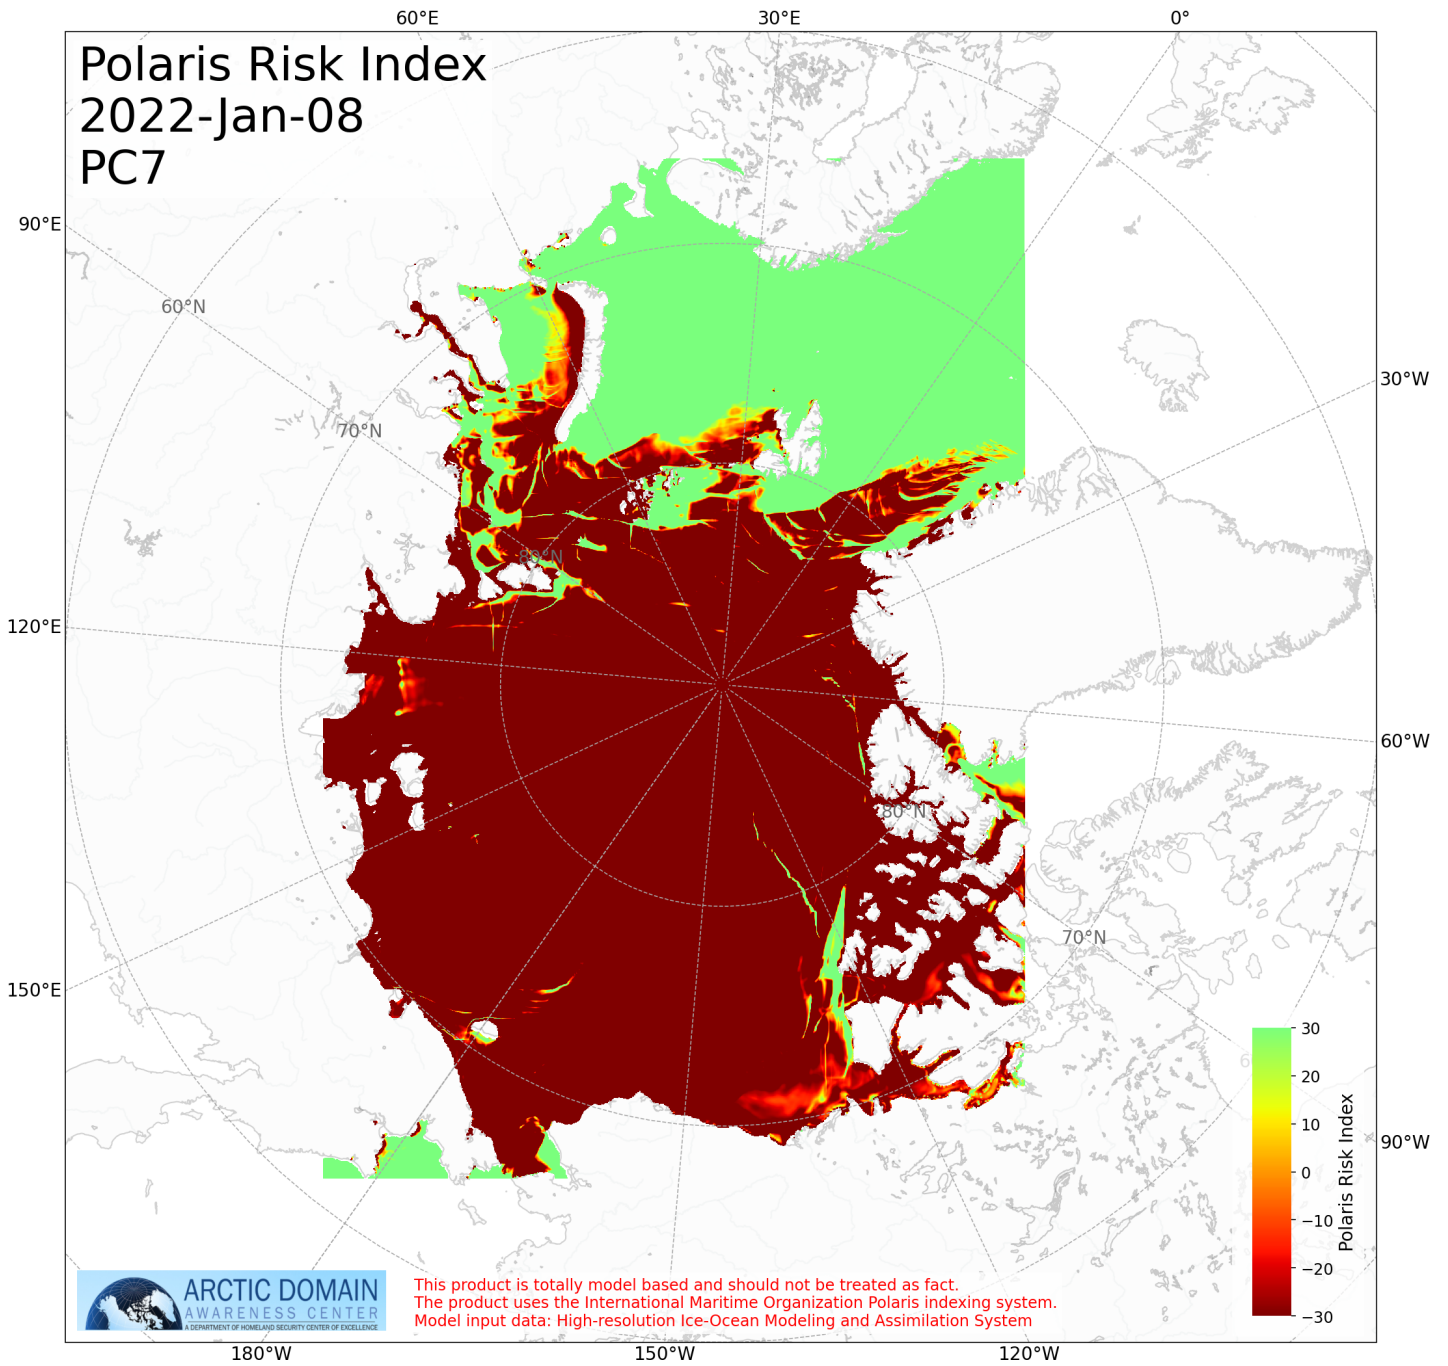 60°E
30°E
0°
Polaris Risk Index
2022-Jan-08
PC7
90°E
60°N
30°W
70°N
80°N
120°E
60°W
80°N
70°N
150°E
30
20
10
0
−10
−20
−30
Polaris Risk Index
90°W
ARCTIC DOMAIN
AWARENESS CENTER
A DEPARTMENT OF HOMELAND SECURITY CENTER OF EXCELLENCE
This product is totally model based and should not be treated as fact.
The product uses the International Maritime Organization Polaris indexing system.
Model input data: High-resolution Ice-Ocean Modeling and Assimilation System
180°W
150°W
120°W